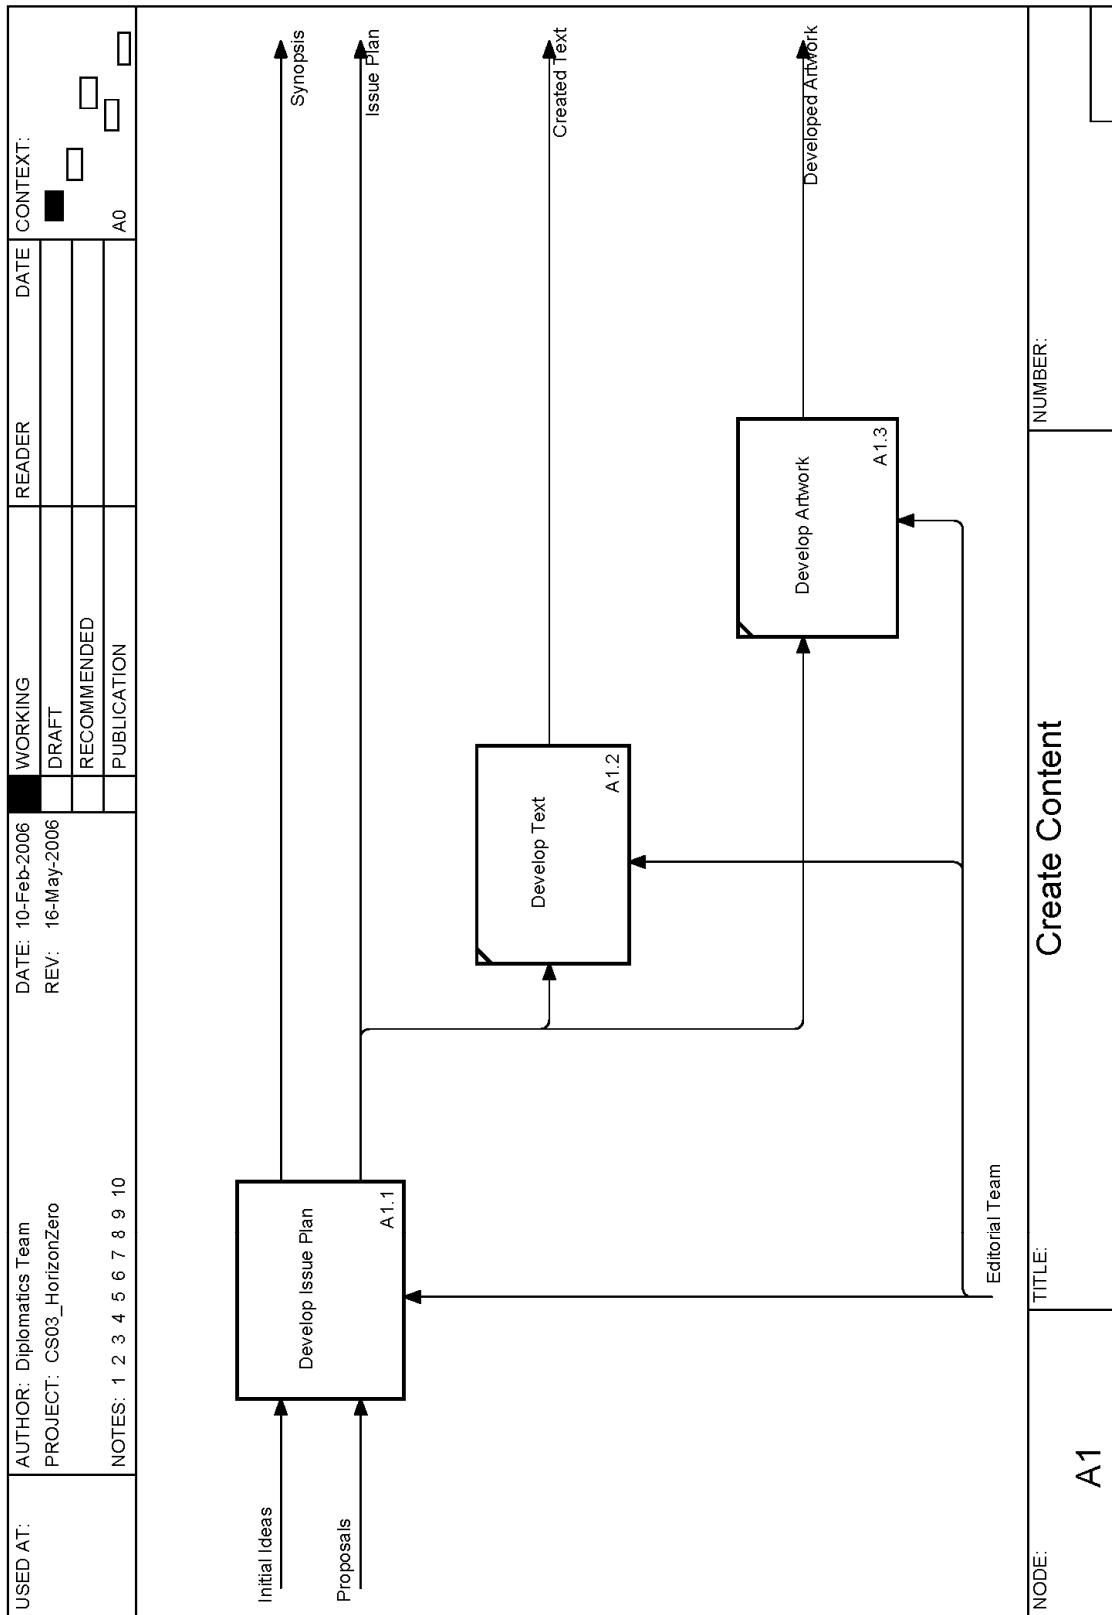 USED AT:
AUTHOR: Diplomatics Team
PROJECT: CS03_HorizonZero
NOTES: 1 2 3 4 5 6 7 8 9 10
DATE: 10-Feb-2006
REV: 16-May-2006
WORKING
DRAFT
RECOMMENDED
PUBLICATION
READER
DATE
CONTEXT:
A0
Initial Ideas
Proposals
Develop Issue Plan
A1.1
Synopsis
Issue Plan
Develop Text
A1.2
Created Text
Develop Artwork
A1.3
Developed Artwork
Editorial Team
NODE:
A1
TITLE:
Create Content
NUMBER: